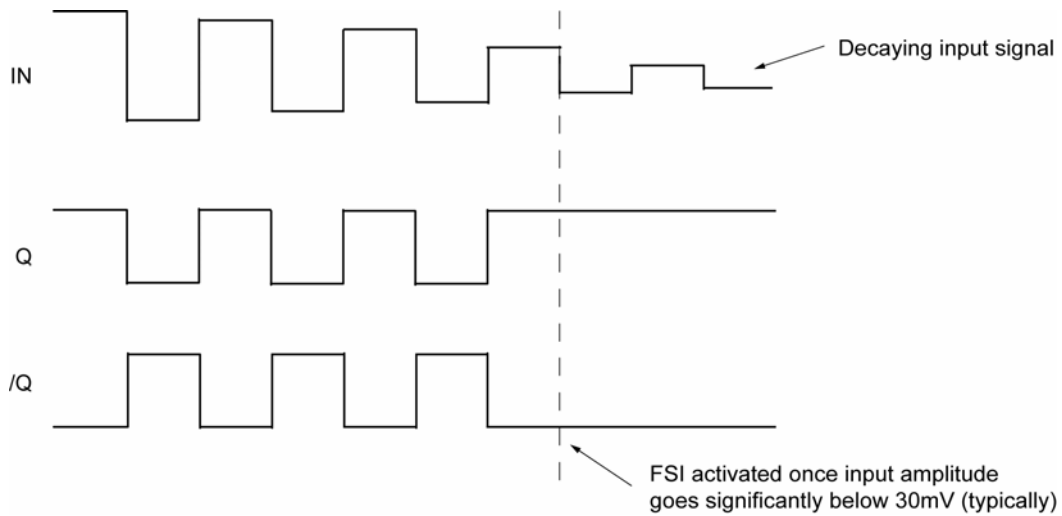 Decaying input signal
IN
Q
/Q
FSI activated once input amplitude
goes significantly below 30mV (typically)